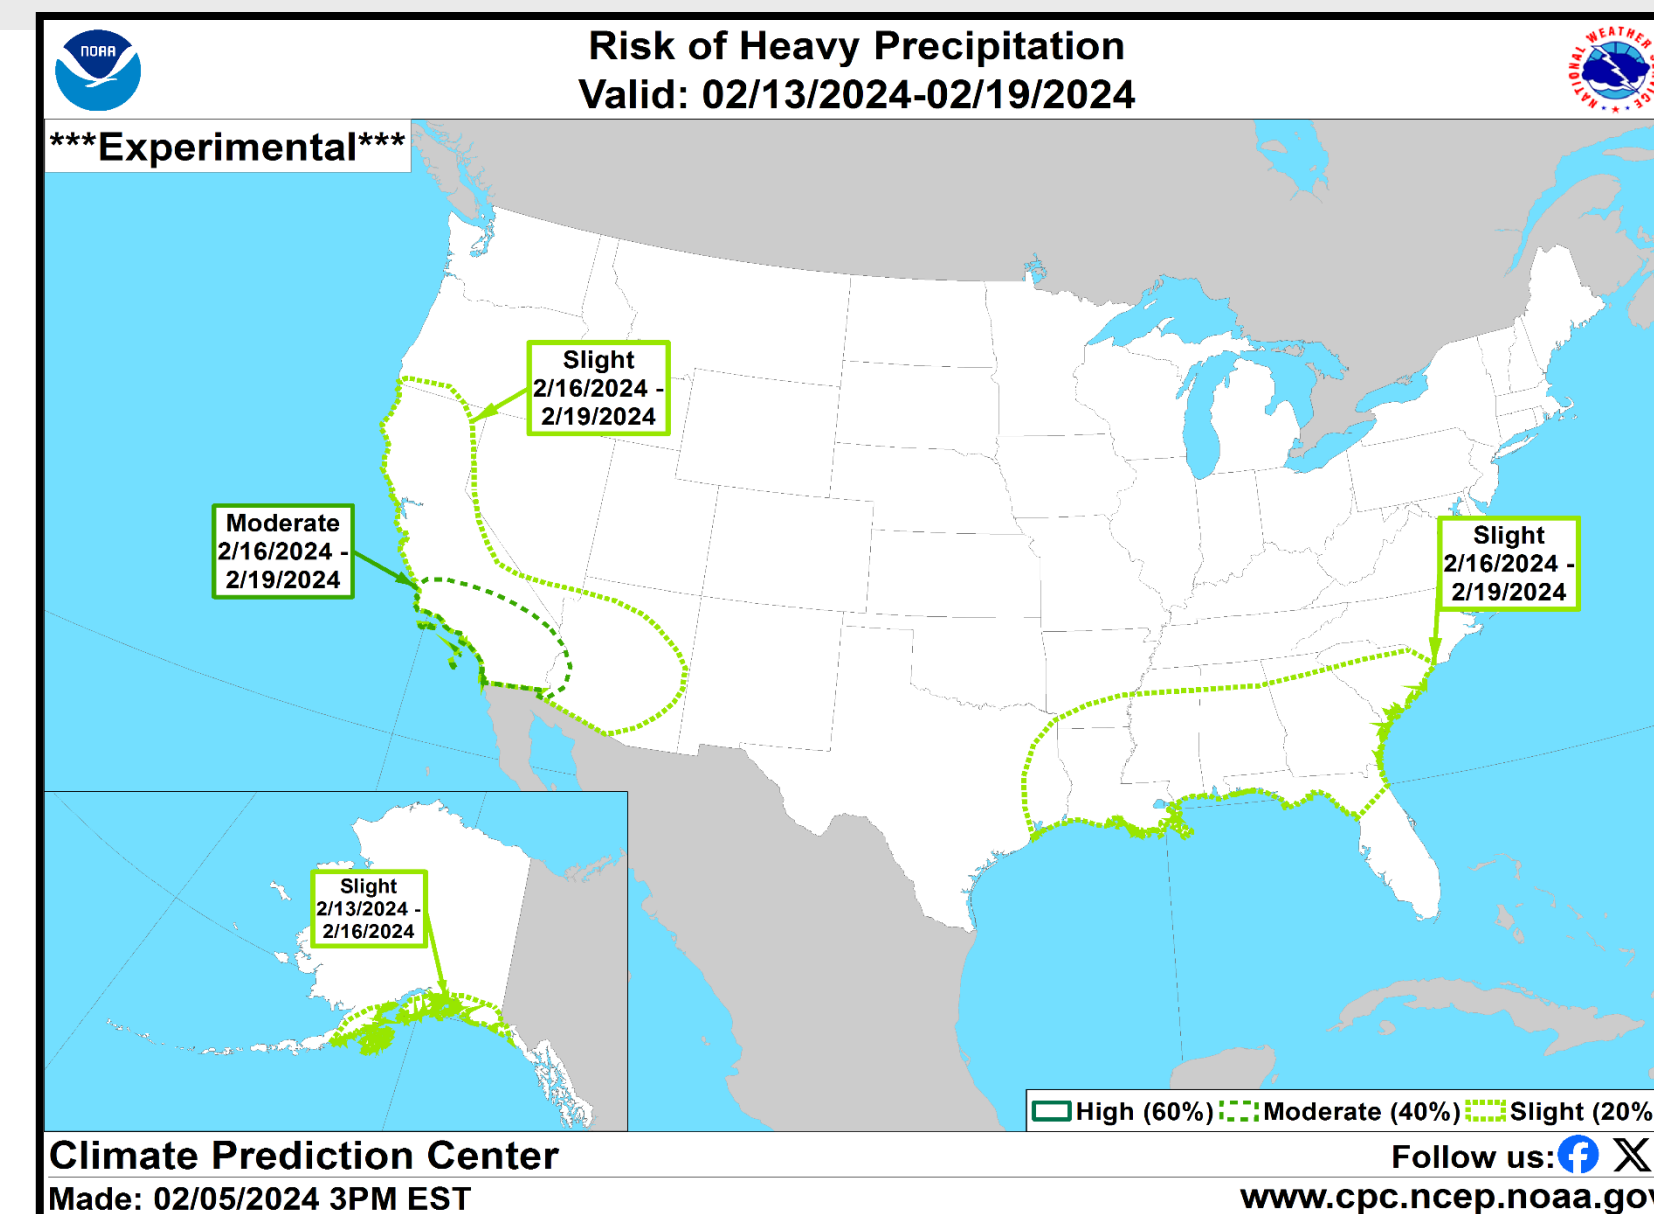 NOAA
Risk of Heavy Precipitation
Valid: 02/13/2024-02/19/2024
NATIONAL WEATHER SERVICE
***Experimental***
Slight
2/16/2024 -
2/19/2024
Moderate
2/16/2024 -
2/19/2024
Slight
2/16/2024 -
2/19/2024
Slight
2/13/2024 -
2/16/2024
High (60%) Moderate (40%) Slight (20%
Climate Prediction Center
Follow us:
Made: 02/05/2024 3PM EST
www.cpc.ncep.noaa.gov